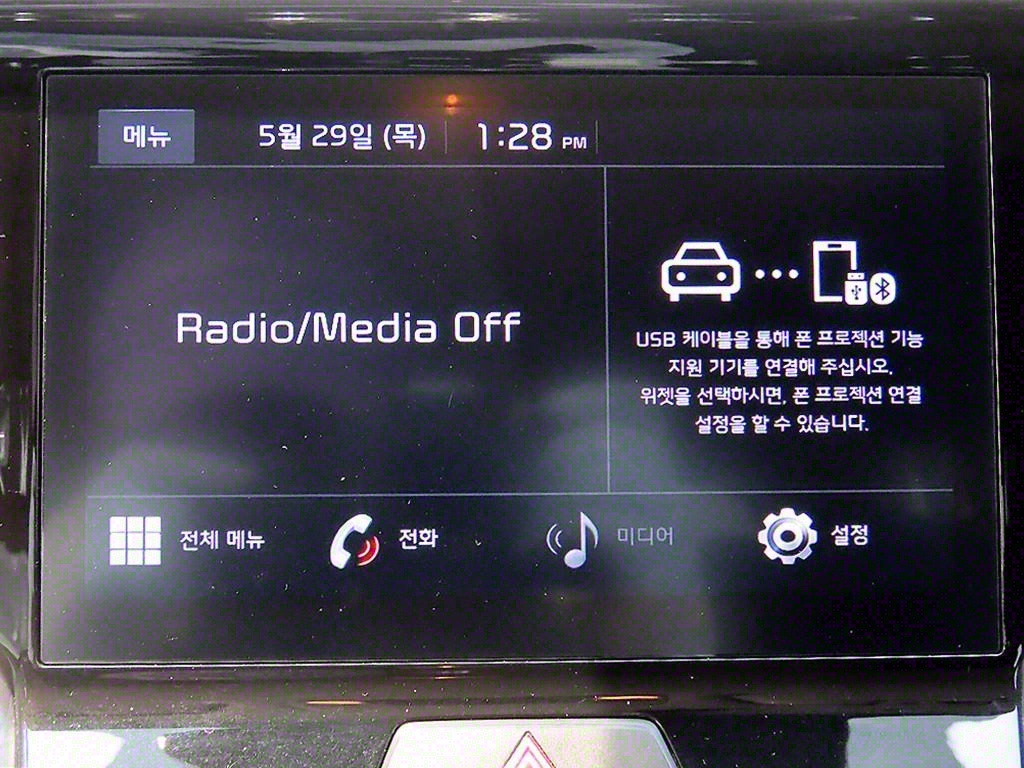 메뉴 5월 29일 (목) 1:28 PM
Radio/Media Off
USB 케이블을 통해 폰 프로젝션 기능
지원 기기를 연결해 주십시오.
위젯을 선택하시면, 폰 프로젝션 연결
설정을 할 수 있습니다.
전체 메뉴 전화 미디어 설정